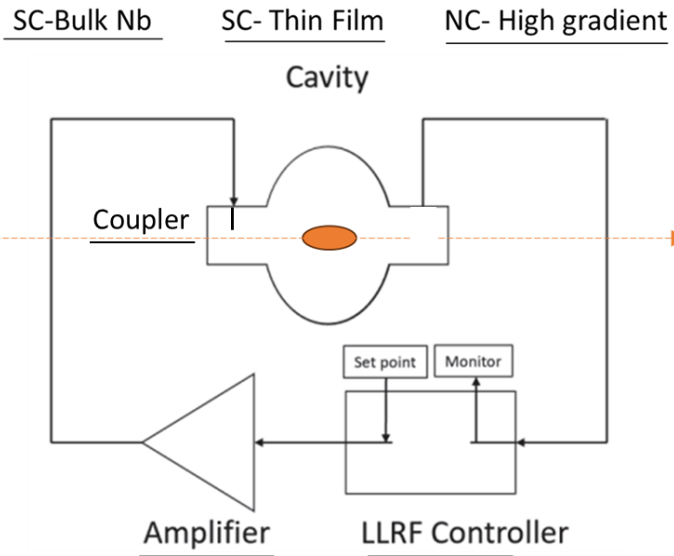 SC-Bulk Nb
SC- Thin Film
NC- High gradient
Cavity
Coupler
Set point
Monitor
Amplifier
LLRF Controller